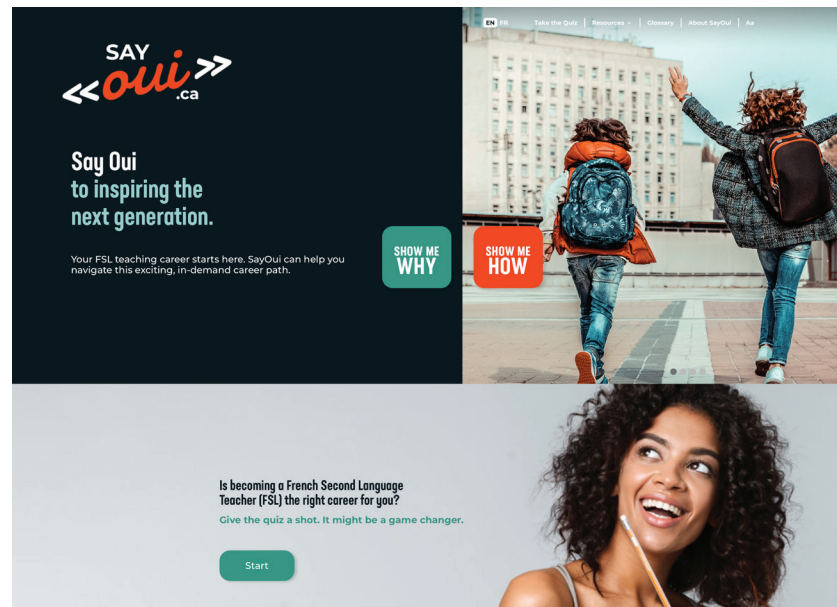 SAY
«oui»
.ca
EN FR Take the Quiz Resources Glossary About SayOui Aa
Say Oui
to inspiring the
next generation.
Your FSL teaching career starts here. SayOui can help you
navigate this exciting, in-demand career path.
SHOW ME
WHY
SHOW ME
HOW
Is becoming a French Second Language
Teacher (FSL) the right career for you?
Give the quiz a shot. It might be a game changer.
Start